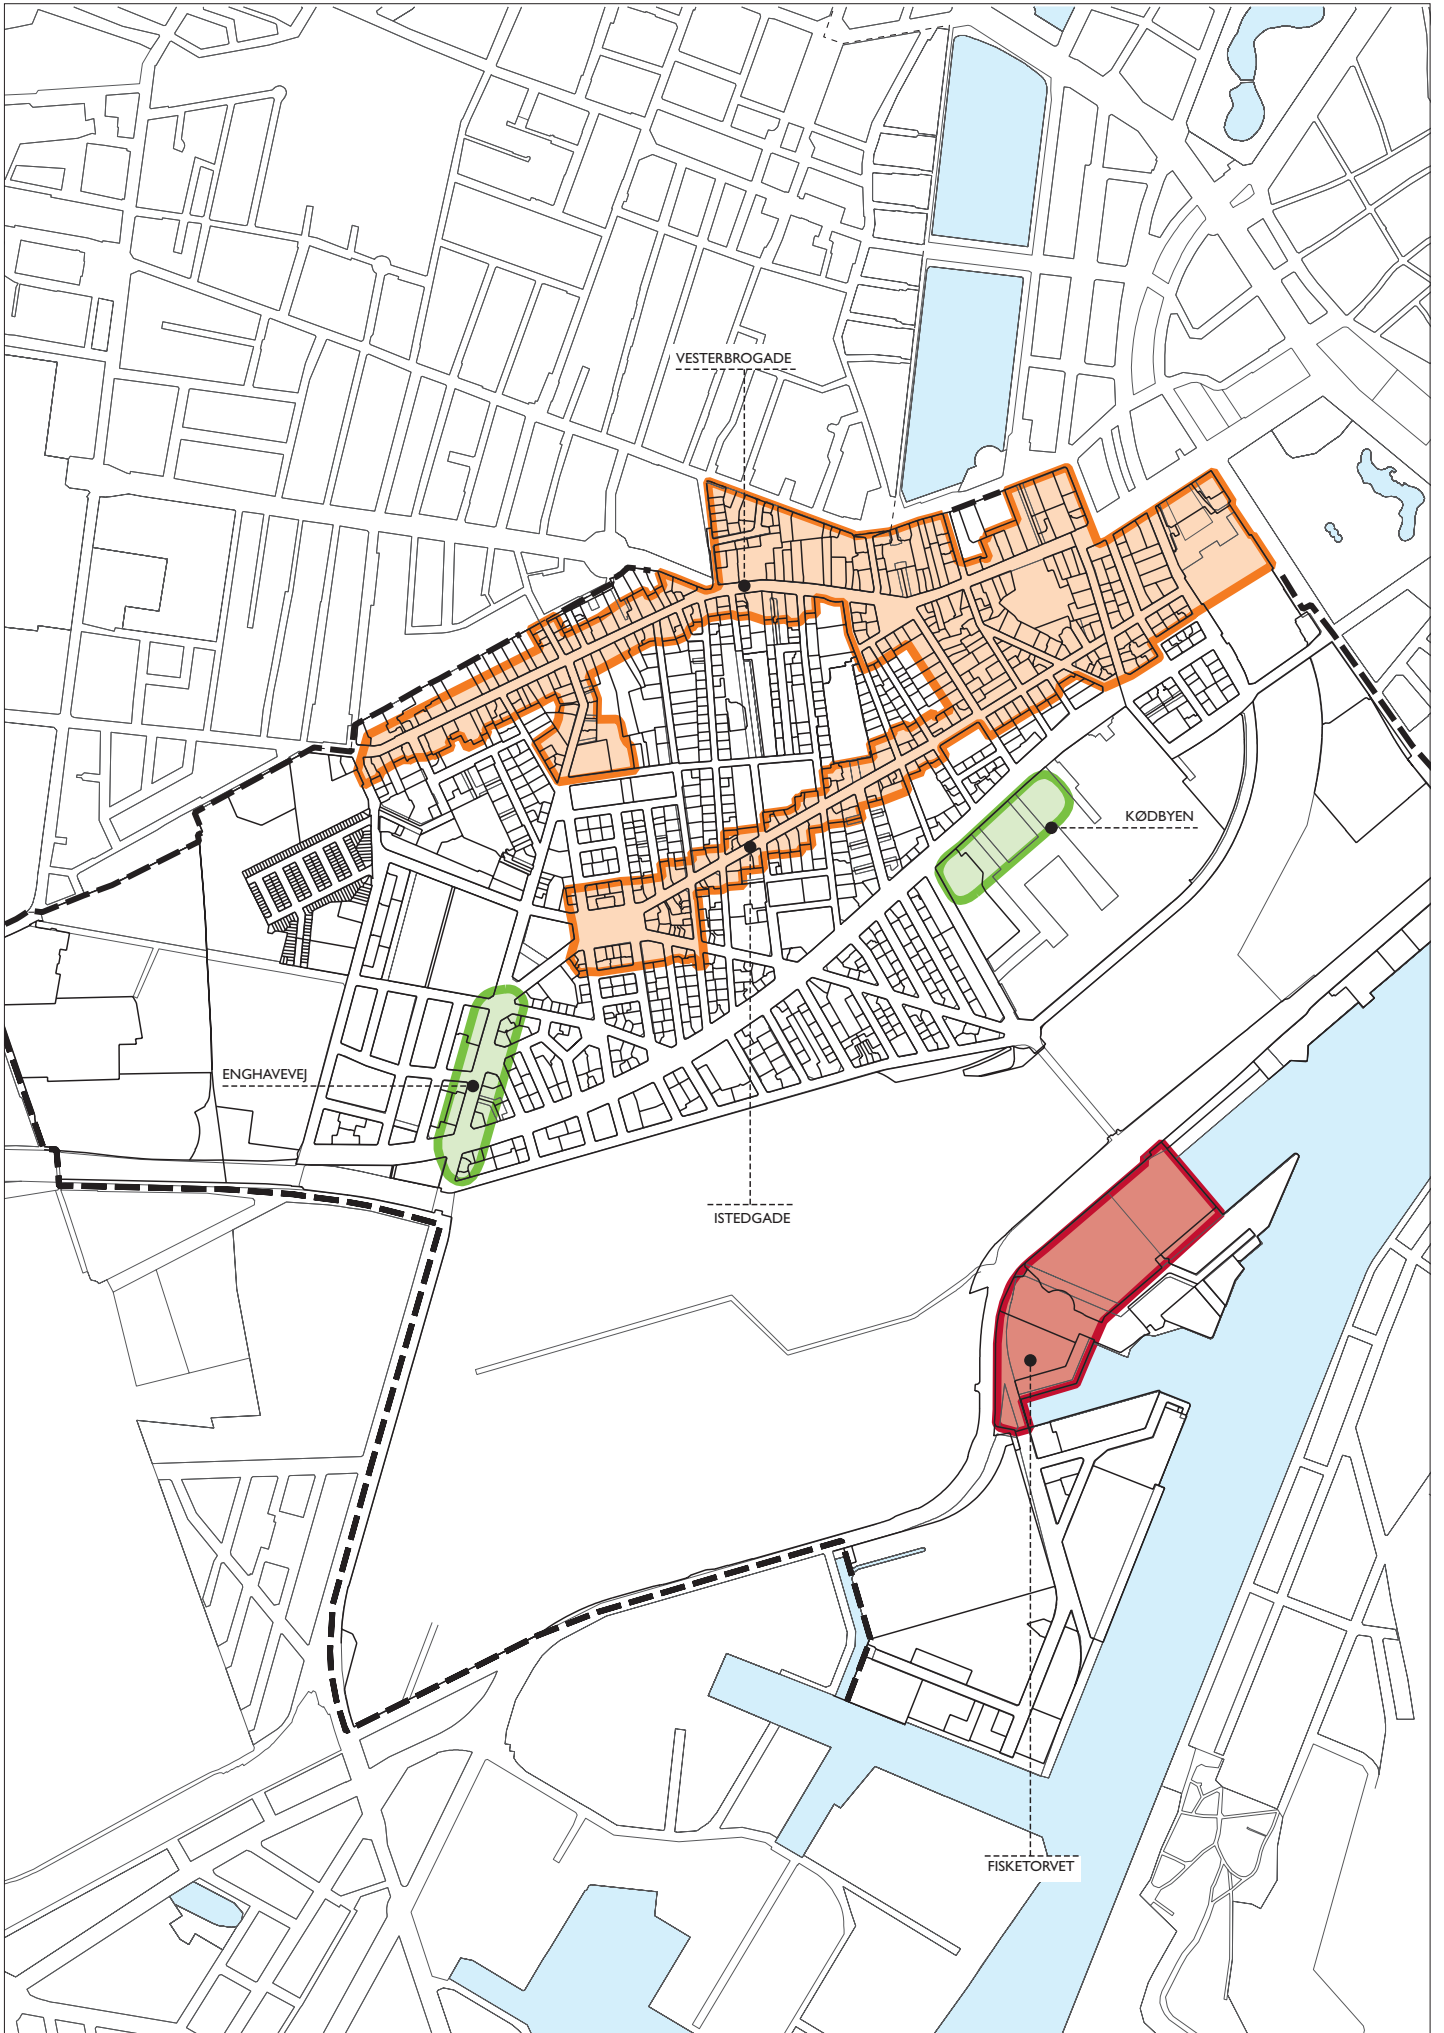 VESTERBROGADE
KØDBYEN
ENGHAVEVEJ
ISTEDGADE
FISKETORVET